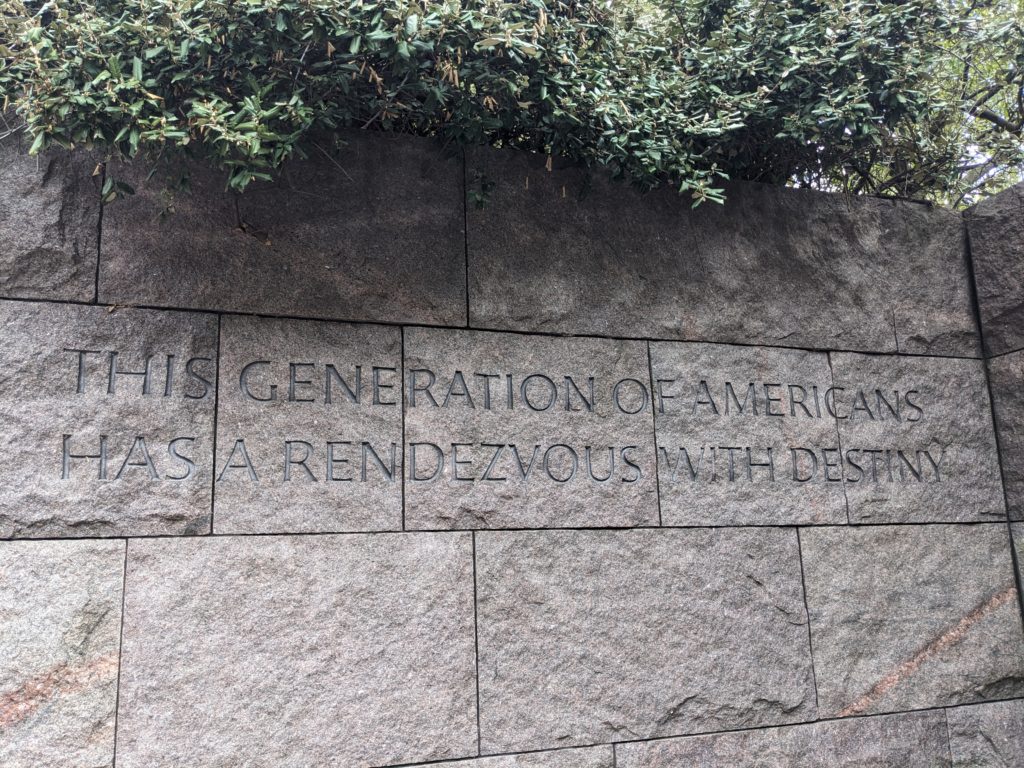 THIS GENERATION OF AMERICANS
HAS A RENDEZVOUS WITH DESTINY